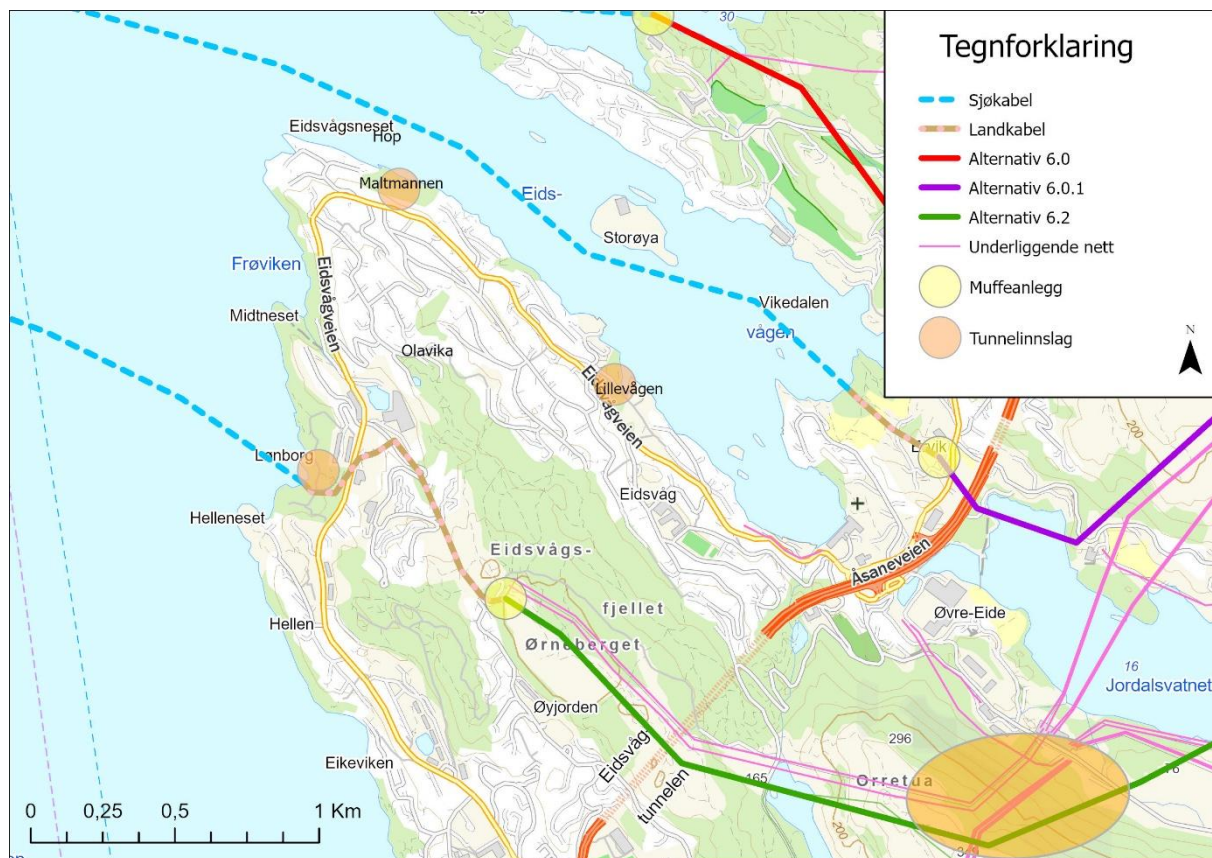 30
Tegnforklaring
Sjøkabel
Landkabel
Alternativ 6.0
Alternativ 6.0.1
Alternativ 6.2
Underliggende nett
Muffeanlegg
Tunnelinnslag
N
Eidsvågsneset
Hop
Maltmannen
Eids-
Storøya
Frøviken
Eidsvågveien
Midtneset
Vikedalen
vågen
Olavika
Lillevågen
Eidsvågveien
200
Lønborg
Ervik
Eidsvåg
Helleneset
Eidsvågs-
fjellet
Åsaneveien
Hellen
Ørneberget
Øvre-Eide
16
Jordalsvatnet
Øyjorden
Eidsvåg-
tunnelen
296
165
Orretua
Eikeviken
200
0 0,25 0,5 1 Km